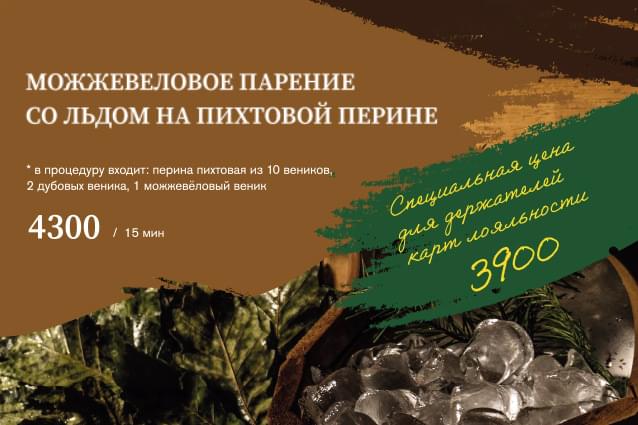 МОЖЖЕВЕЛОВОЕ ПАРЕНИЕ
СО ЛЬДОМ НА ПИХТОВОЙ ПЕРИНЕ
* в процедуру входит: перина пихтовая из 10 веников,
2 дубовых веника, 1 можжевёловый веник
4300 / 15 мин
Специальная цена
для держателей
карт лояльности
3900